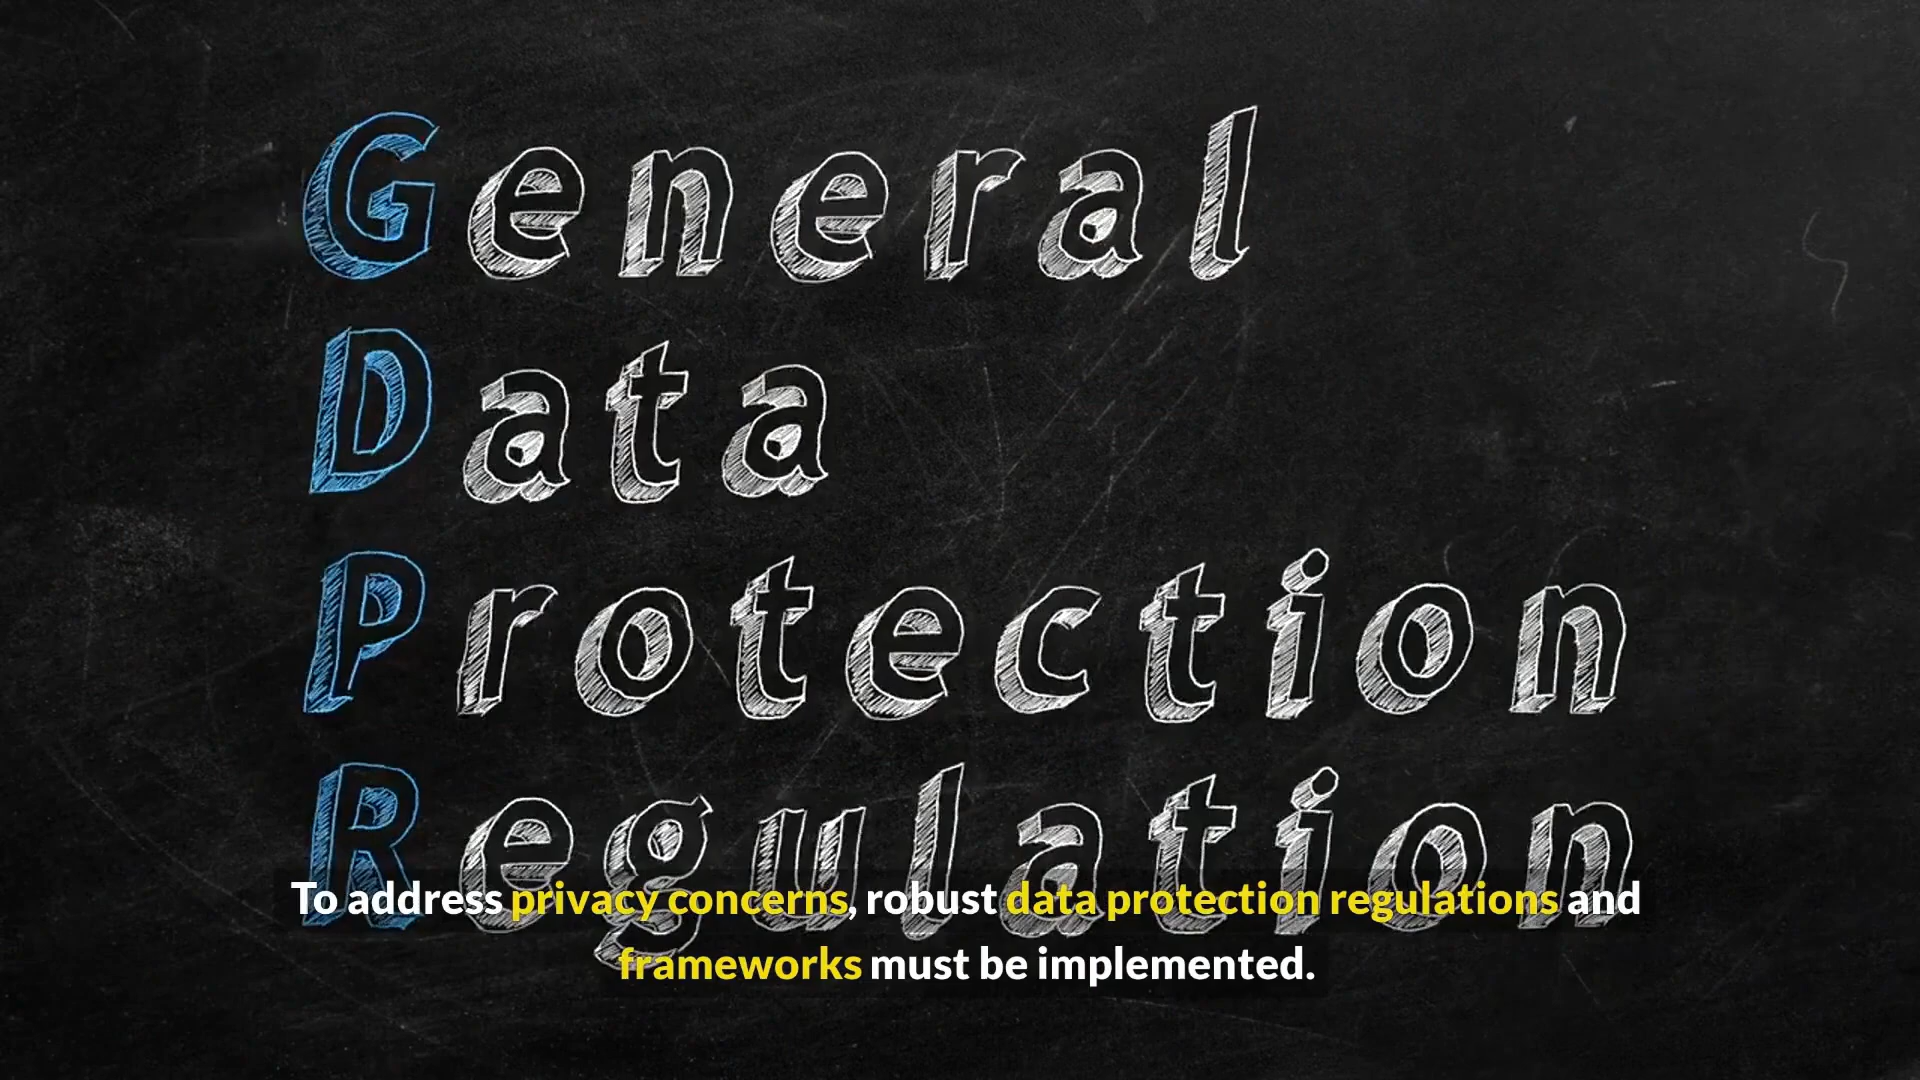 General
Data
Protection
Regulation
To address privacy concerns, robust data protection regulations and
frameworks must be implemented.